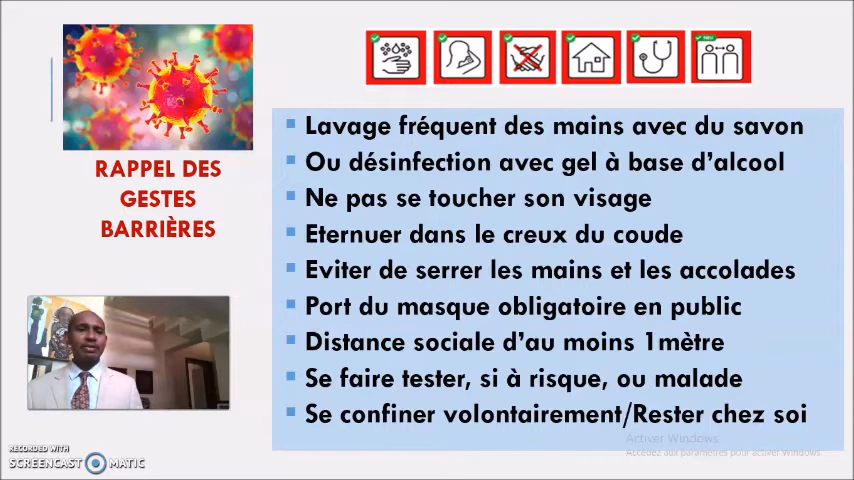 RAPPEL DES
GESTES
BARRIÈRES
NEU
Lavage fréquent des mains avec du savon
Ou désinfection avec gel à base d’alcool
Ne pas se toucher son visage
Eternuer dans le creux du coude
Eviter de serrer les mains et les accolades
Port du masque obligatoire en public
Distance sociale d’au moins 1mètre
Se faire tester, si à risque, ou malade
Se confiner volontairement/Rester chez soi
Activer Windows
Accédez aux paramètres pour activer Windows.
RECORDED WITH
SCREENCAST MATIC